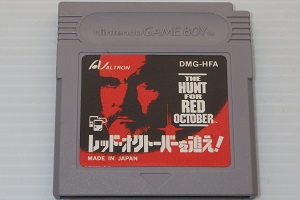 Nintendo GAME BOY
ALTRON
DMG-HFA
THE
HUNT
FOR
RED
OCTOBER™
レッド・オクトーバーを追え!
MADE IN JAPAN